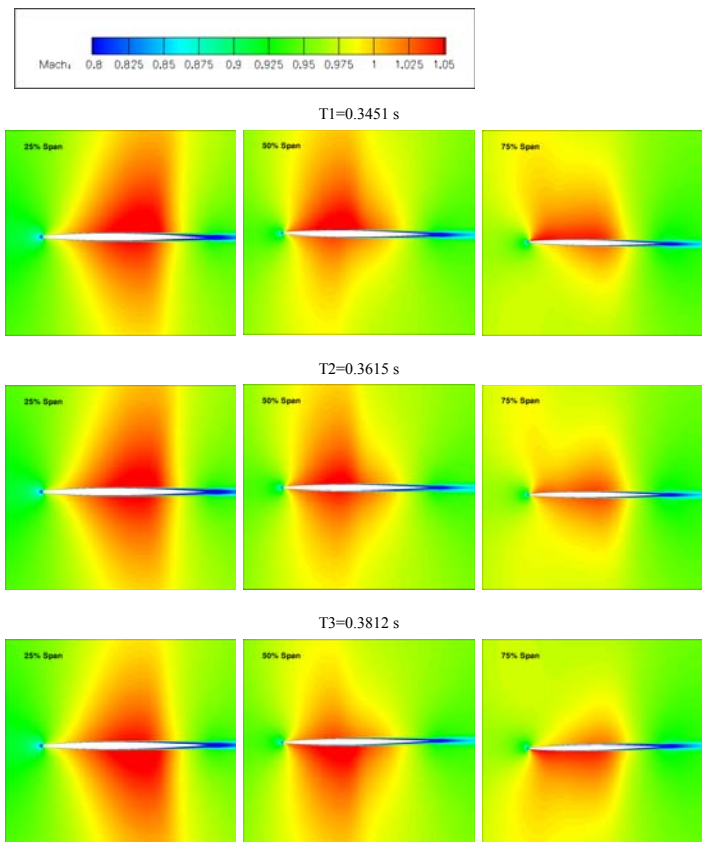 Mach: 0.8 0.825 0.85 0.875 0.9 0.925 0.95 0.975 1 1.025 1.05
T1=0.3451 s
25% Span 50% Span 75% Span
T2=0.3615 s
25% Span 50% Span 75% Span
T3=0.3812 s
25% Span 50% Span 75% Span